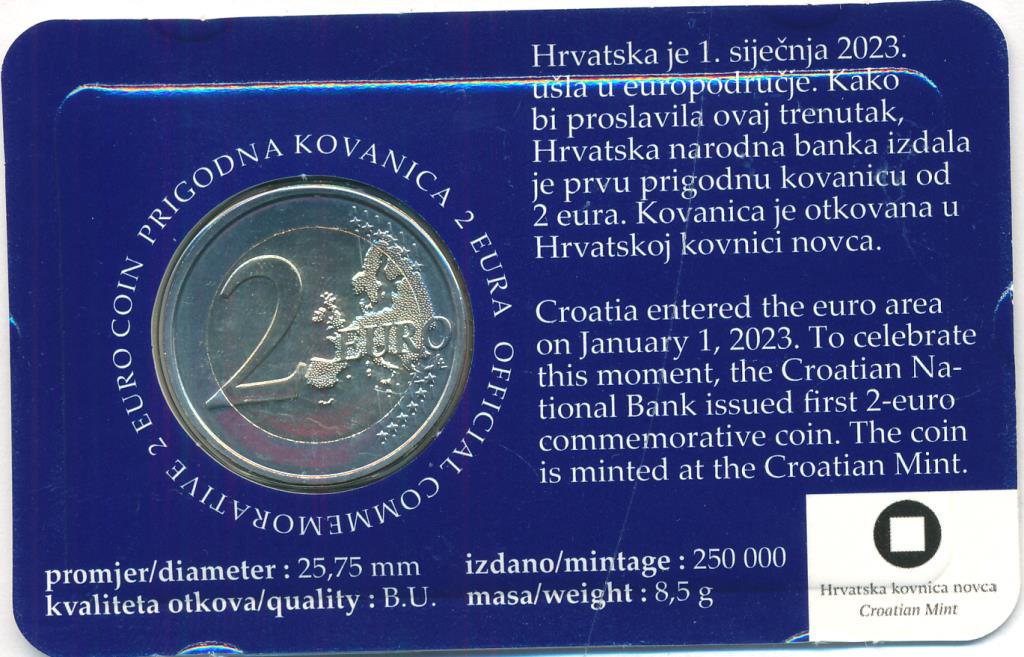 PRIGODNA KOVANICA 2 EURA
OFFICIAL COMMEMORATIVE 2 EURO COIN
2 EURO
Hrvatska je 1. siječnja 2023.
ušla u europodručje. Kako
bi proslavila ovaj trenutak,
Hrvatska narodna banka izdala
je prvu prigodnu kovanicu od
2 eura. Kovanica je otkovana u
Hrvatskoj kovnici novca.
Croatia entered the euro area
on January 1, 2023. To celebrate
this moment, the Croatian Na-
tional Bank issued first 2-euro
commemorative coin. The coin
is minted at the Croatian Mint.
promjer/diameter : 25,75 mm
kvaliteta otkova/quality : B.U.
izdano/mintage : 250 000
masa/weight : 8,5 g
Hrvatska kovnica novca
Croatian Mint